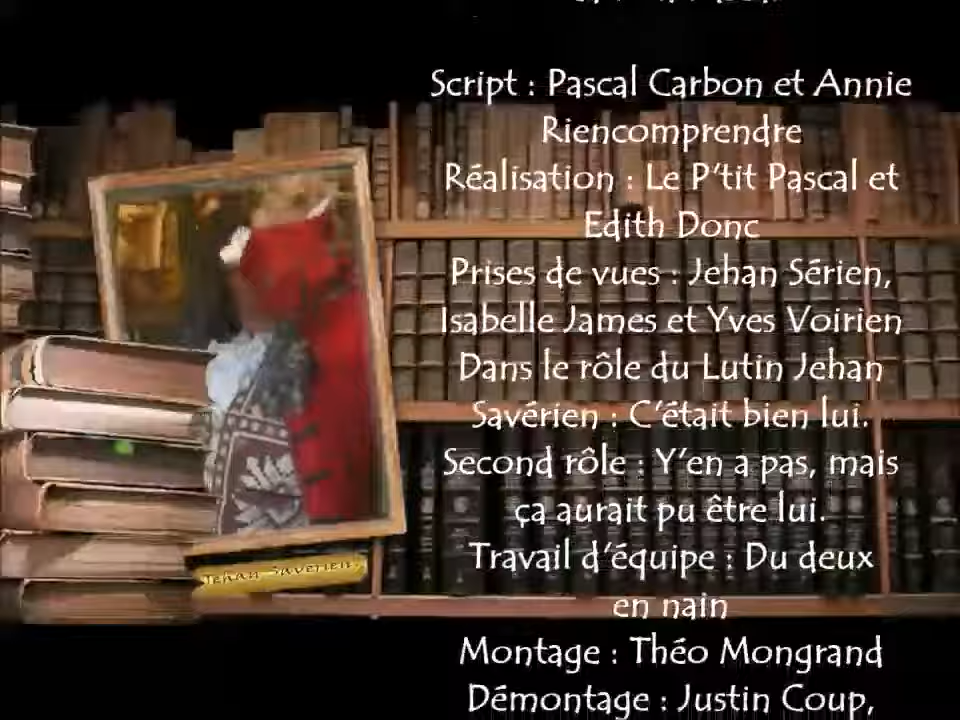 Script : Pascal Carbon et Annie
Riencomprendre
Réalisation : Le P'tit Pascal et
Edith Donc
Prises de vues : Jehan Sérien,
Isabelle James et Yves Voirien
Dans le rôle du Lutin Jehan
Savérien : C'était bien lui.
Second rôle : Y'en a pas, mais
ça aurait pu être lui.
Travail d'équipe : Du deux
en nain
Montage : Théo Mongrand
Démontage : Justin Coup,
Jehan Savérien